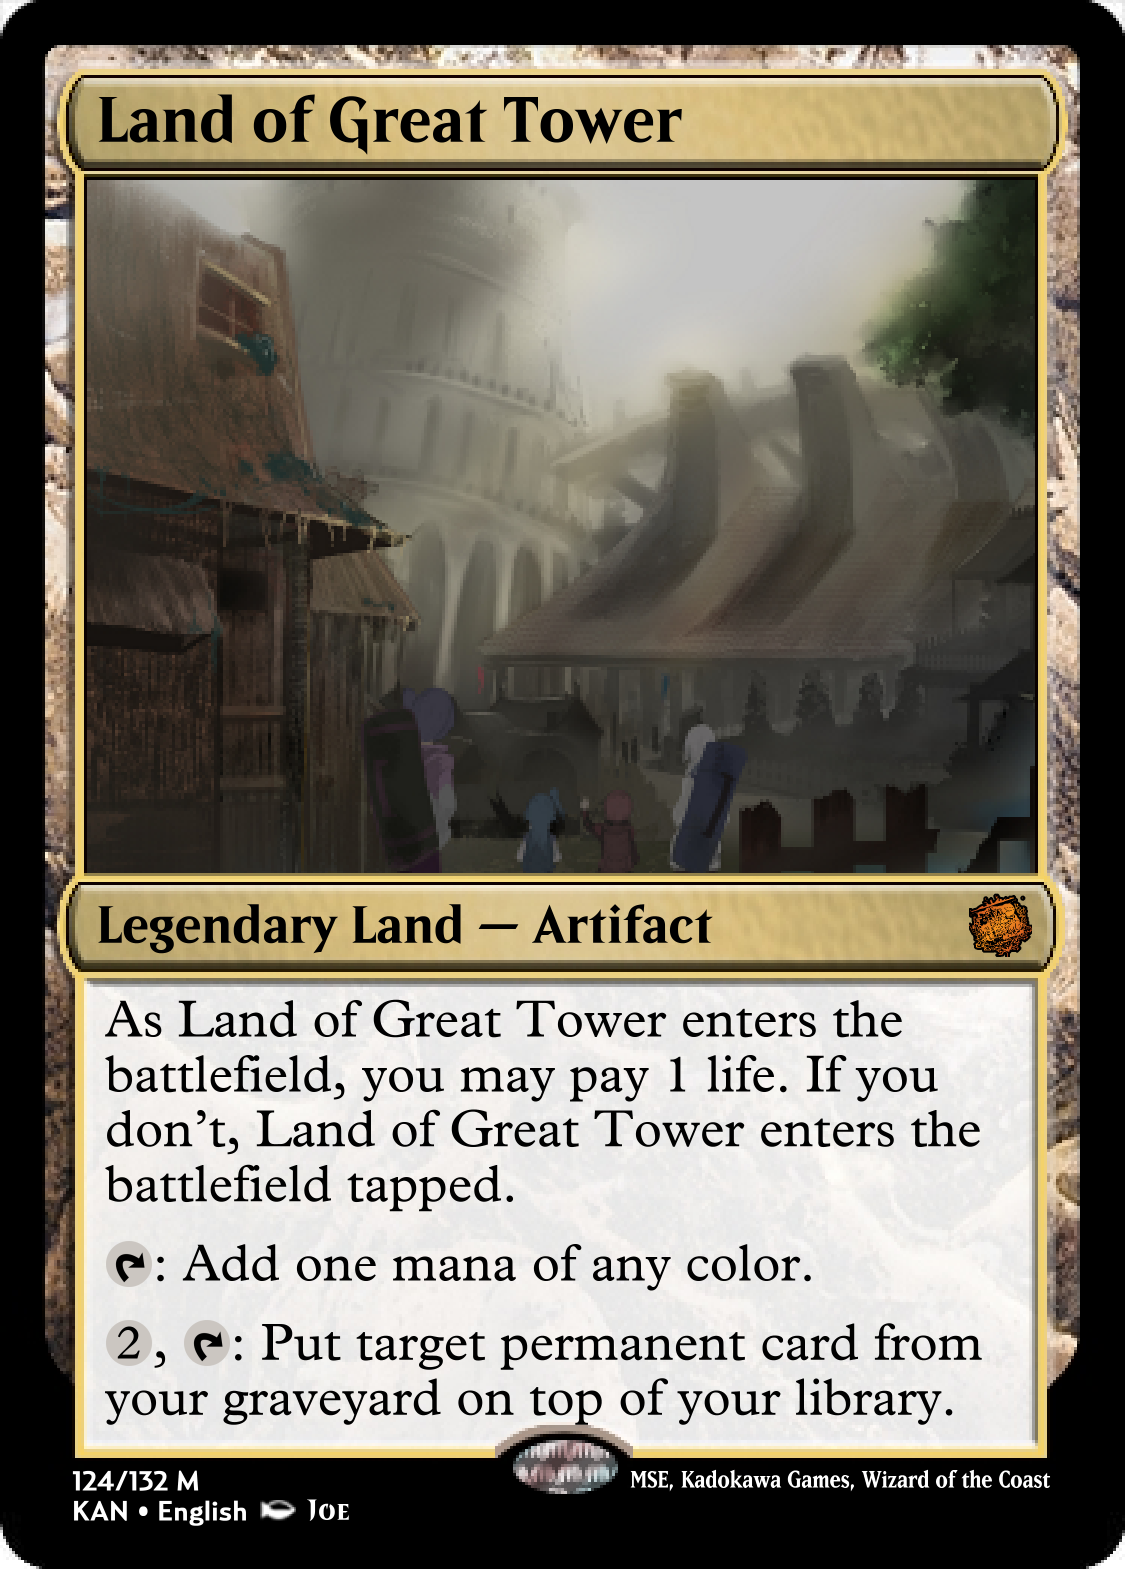 Land of Great Tower
Legendary Land — Artifact
As Land of Great Tower enters the
battlefield, you may pay 1 life. If you
don't, Land of Great Tower enters the
battlefield tapped.
: Add one mana of any color.
2, : Put target permanent card from
your graveyard on top of your library.
124/132 M
MSE, Kadokawa Games, Wizard of the Coast
KAN • English Joe